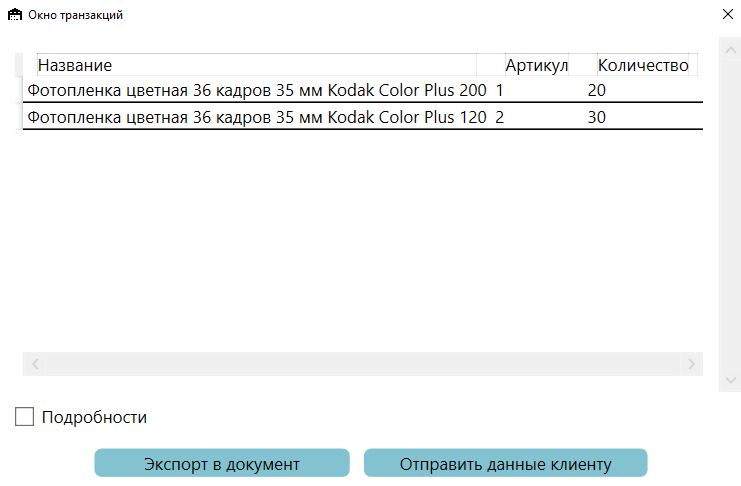 Окно транзакций
Название Артикул Количество
Фотопленка цветная 36 кадров 35 мм Kodak Color Plus 200 1 20
Фотопленка цветная 36 кадров 35 мм Kodak Color Plus 120 2 30
Подробности
Экспорт в документ Отправить данные клиенту